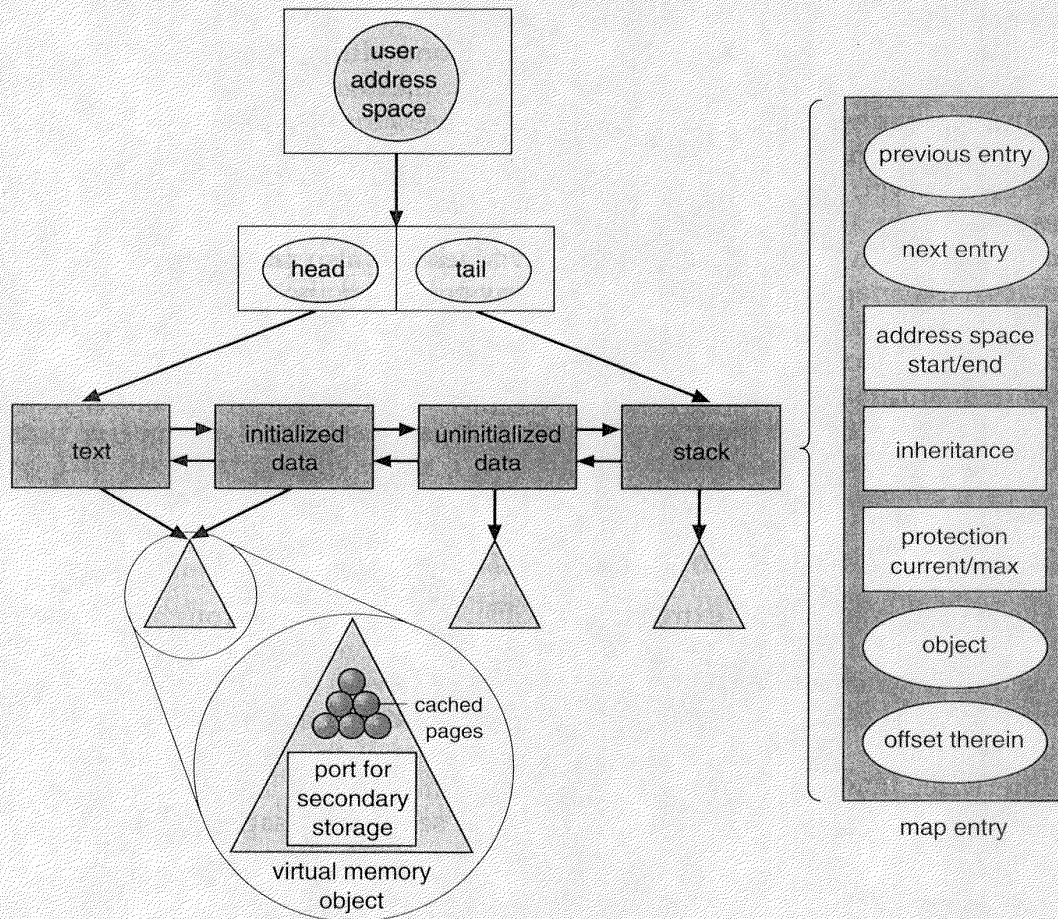 user
address
space
head
tail
text
initialized
data
uninitialized
data
stack
cached
pages
port for
secondary
storage
virtual memory
object
previous entry
next entry
address space
start/end
inheritance
protection
current/max
object
offset therein
map entry